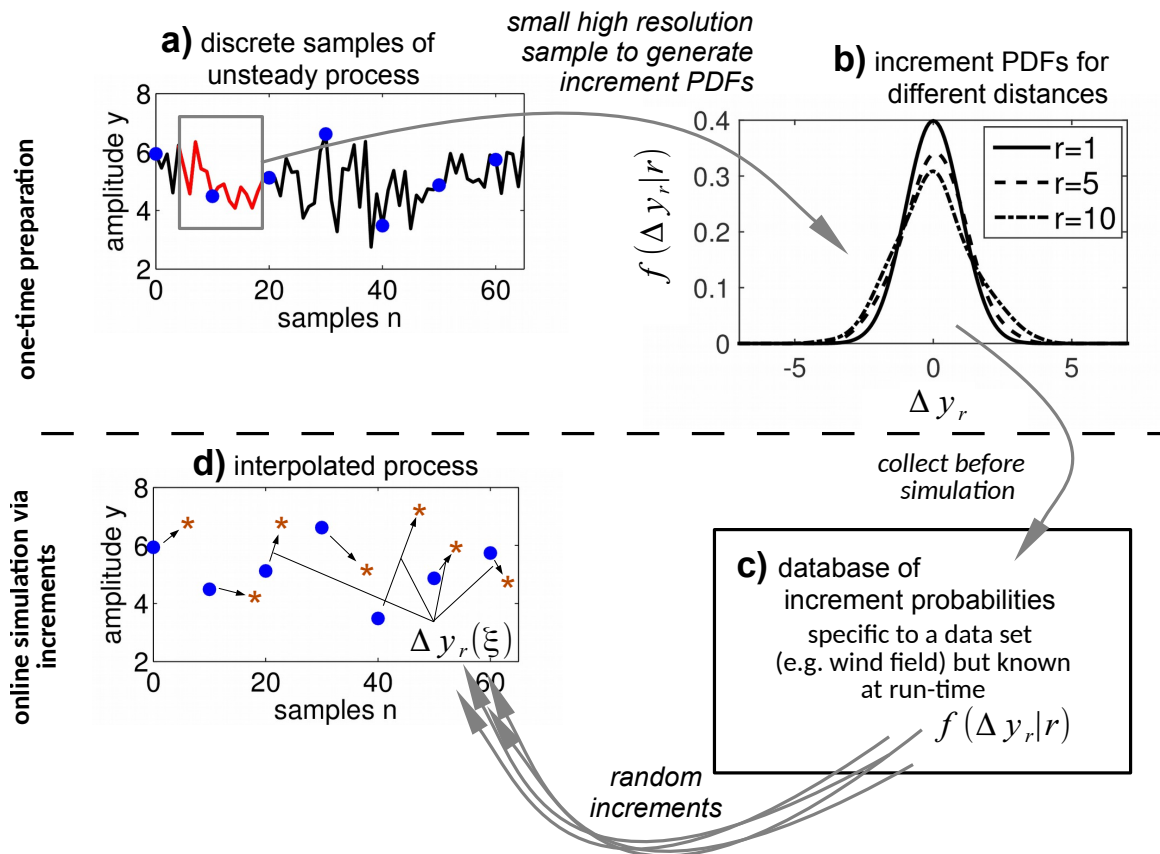 small high resolution
sample to generate
increment PDFs
a) discrete samples of
unsteady process
8
6
4
2
amplitude y
0
20
40
60
samples n
b) increment PDFs for
different distances
0.4
0.3
0.2
0.1
0
f(Δy_r|r)
r=1
r=5
r=10
-5
0
5
Δy_r
one-time preparation
collect before
simulation
d) interpolated process
8
6
4
2
amplitude y
Δy_r(ξ)
0
20
40
60
samples n
online simulation via
increments
c) database of
increment probabilities
specific to a data set
(e.g. wind field) but known
at run-time
f(Δy_r|r)
random
increments